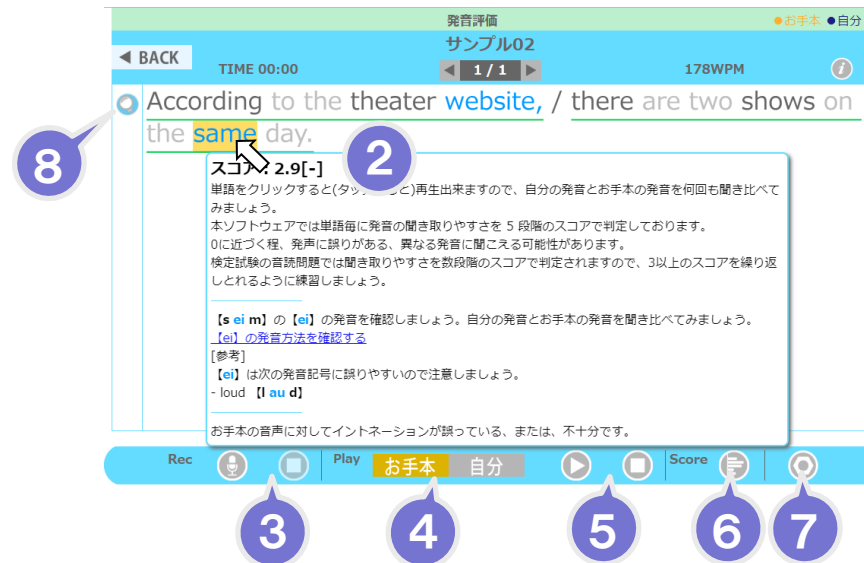 発音評価
●お手本 ●自分
◀ BACK
サンプル02
TIME 00:00
◀ 1 / 1 ▶
178WPM
i
According to the theater website, / there are two shows on
the same day.
8
2
スコア : 2.9[-]
単語をクリックすると(タッ と)再生出来ますので、自分の発音とお手本の発音を何回も聞き比べて
みましょう。
本ソフトウェアでは単語毎に発音の聞き取りやすさを 5 段階のスコアで判定しております。
0に近づく程、発声に誤りがある、異なる発音に聞こえる可能性があります。
検定試験の音読問題では聞き取りやすさを数段階のスコアで判定されますので、3以上のスコアを繰り返
しとれるように練習しましょう。
【s ei m】の【ei】の発音を確認しましょう。自分の発音とお手本の発音を聞き比べてみましょう。
【ei】の発音方法を確認する
[参考]
【ei】は次の発音記号に誤りやすいので注意しましょう。
- loud 【l au d】
お手本の音声に対してイントネーションが誤っている、または、不十分です。
Rec
Play
お手本
自分
Score
3
4
5
6
7